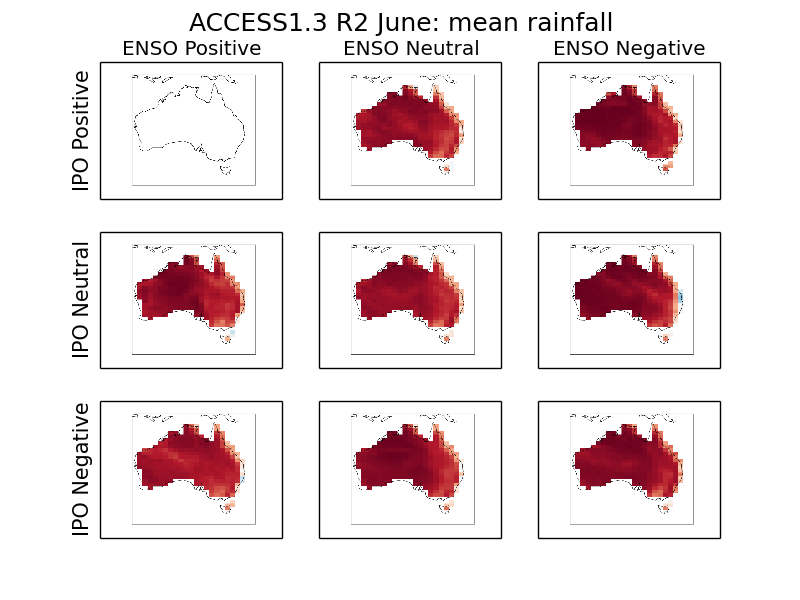 ACCESS1.3 R2 June: mean rainfall
ENSO Positive
ENSO Neutral
ENSO Negative
IPO Positive
IPO Neutral
IPO Negative